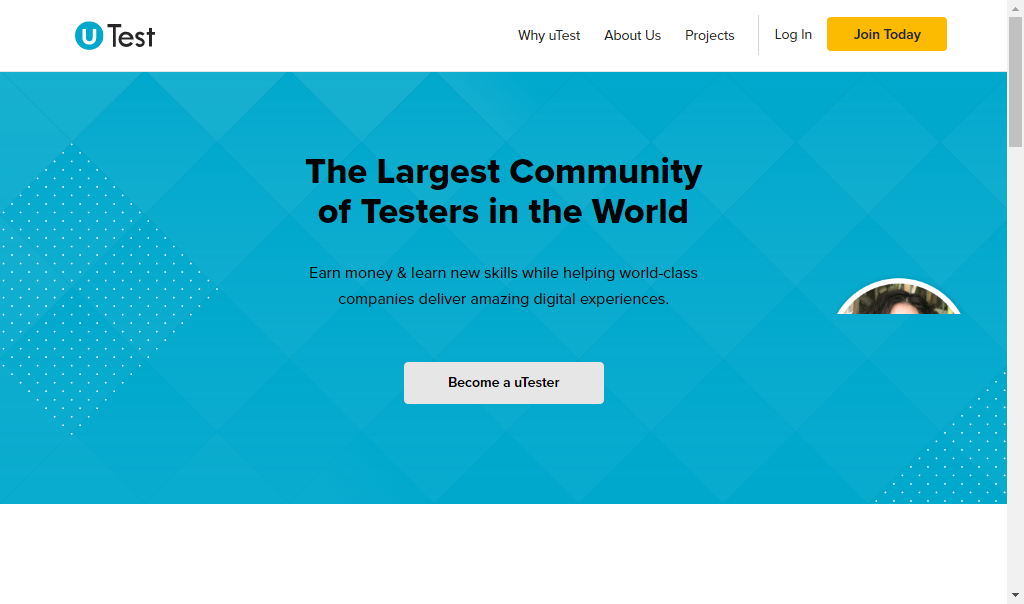 u Test
Why uTest
About Us
Projects
Log In
Join Today
The Largest Community
of Testers in the World
Earn money & learn new skills while helping world-class
companies deliver amazing digital experiences.
Become a uTester